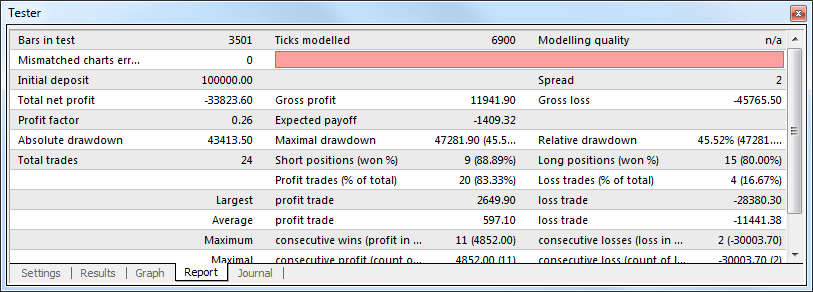 Tester
Bars in test 3501 Ticks modelled 6900 Modelling quality n/a
Mismatched charts err... 0
Initial deposit 100000.00 Spread 2
Total net profit -33823.60 Gross profit 11941.90 Gross loss -45765.50
Profit factor 0.26 Expected payoff -1409.32
Absolute drawdown 43413.50 Maximal drawdown 47281.90 (45.5... Relative drawdown 45.52% (47281....
Total trades 24 Short positions (won %) 9 (88.89%) Long positions (won %) 15 (80.00%)
Profit trades (% of total) 20 (83.33%) Loss trades (% of total) 4 (16.67%)
Largest profit trade 2649.90 loss trade -28380.30
Average profit trade 597.10 loss trade -11441.38
Maximum consecutive wins (profit in ... 11 (4852.00) consecutive losses (loss in ... 2 (-30003.70)
Maximal consecutive profit (count o... 4852.00 (11) consecutive loss (count of l... -30003.70 (2)
Settings Results Graph Report Journal